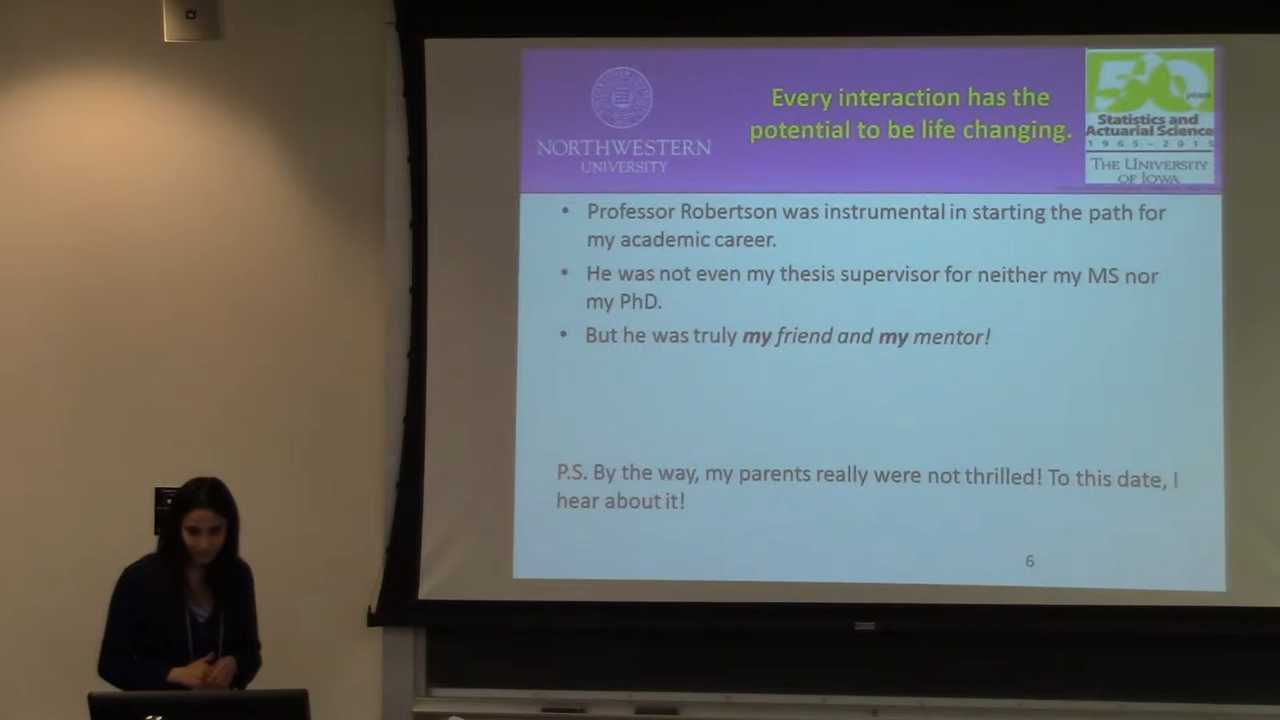 Every interaction has the
potential to be life changing.
NORTHWESTERN
UNIVERSITY
50
years
Statistics and
Actuarial Science
1965-2015
THE UNIVERSITY
OF IOWA
• Professor Robertson was instrumental in starting the path for
my academic career.
• He was not even my thesis supervisor for neither my MS nor
my PhD.
• But he was truly my friend and my mentor!
P.S. By the way, my parents really were not thrilled! To this date, I
hear about it!
6